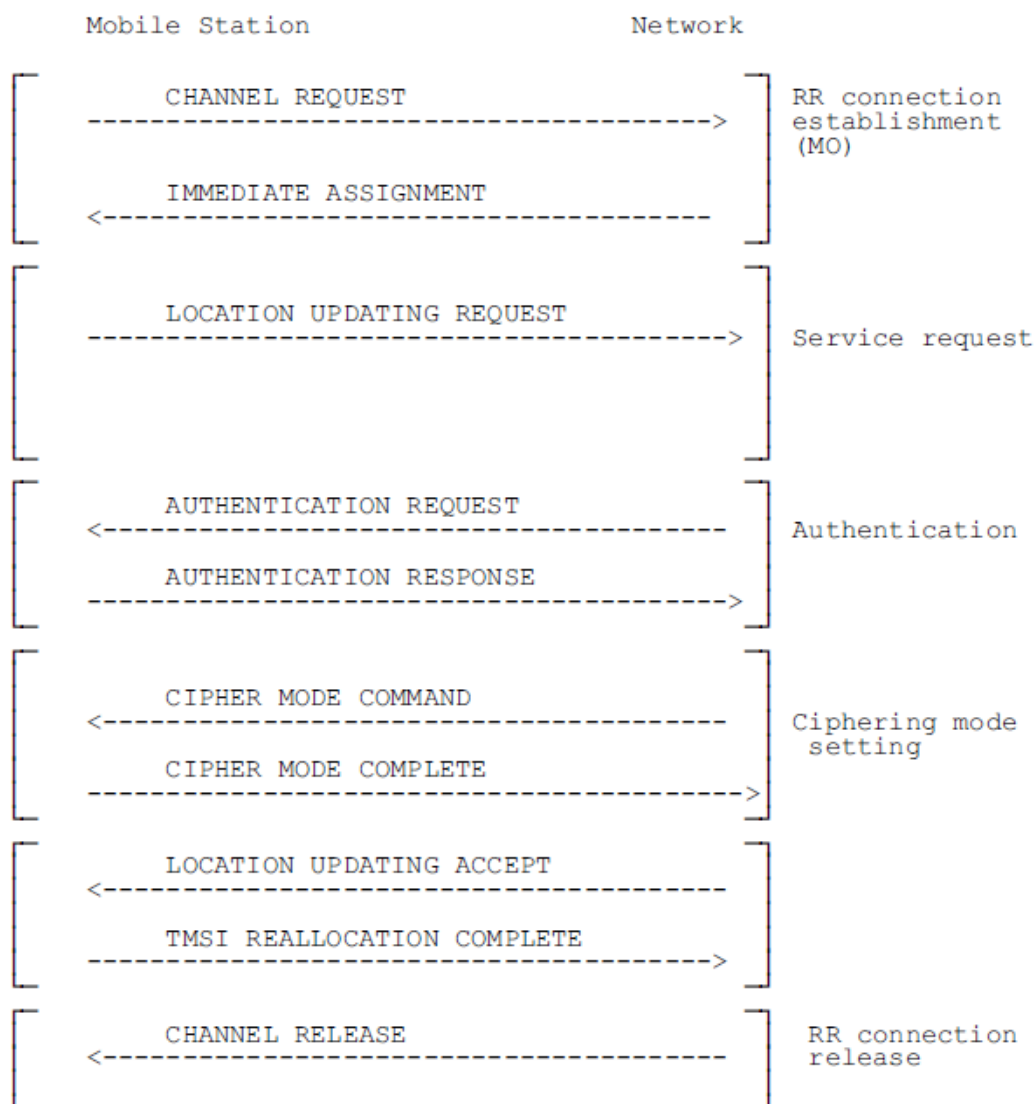 Mobile Station Network
CHANNEL REQUEST
RR connection
establishment
(MO)
IMMEDIATE ASSIGNMENT
LOCATION UPDATING REQUEST
Service request
AUTHENTICATION REQUEST
Authentication
AUTHENTICATION RESPONSE
CIPHER MODE COMMAND
Ciphering mode
setting
CIPHER MODE COMPLETE
LOCATION UPDATING ACCEPT
TMSI REALLOCATION COMPLETE
CHANNEL RELEASE
RR connection
release